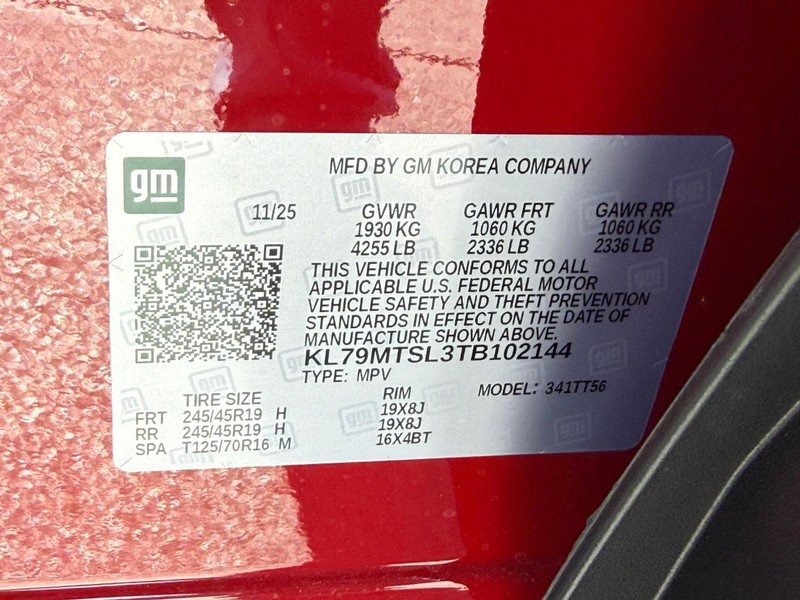 gm
MFD BY GM KOREA COMPANY
11/25 GVWR GAWR FRT GAWR RR
1930 KG 1060 KG 1060 KG
4255 LB 2336 LB 2336 LB
THIS VEHICLE CONFORMS TO ALL
APPLICABLE U.S. FEDERAL MOTOR
VEHICLE SAFETY AND THEFT PREVENTION
STANDARDS IN EFFECT ON THE DATE OF
MANUFACTURE SHOWN ABOVE.
KL79MTSL3TB102144
TYPE: MPV MODEL: 341TT56
TIRE SIZE RIM
FRT 245/45R19 H 19X8J
RR 245/45R19 H 19X8J
SPA T125/70R16 M 16X4BT